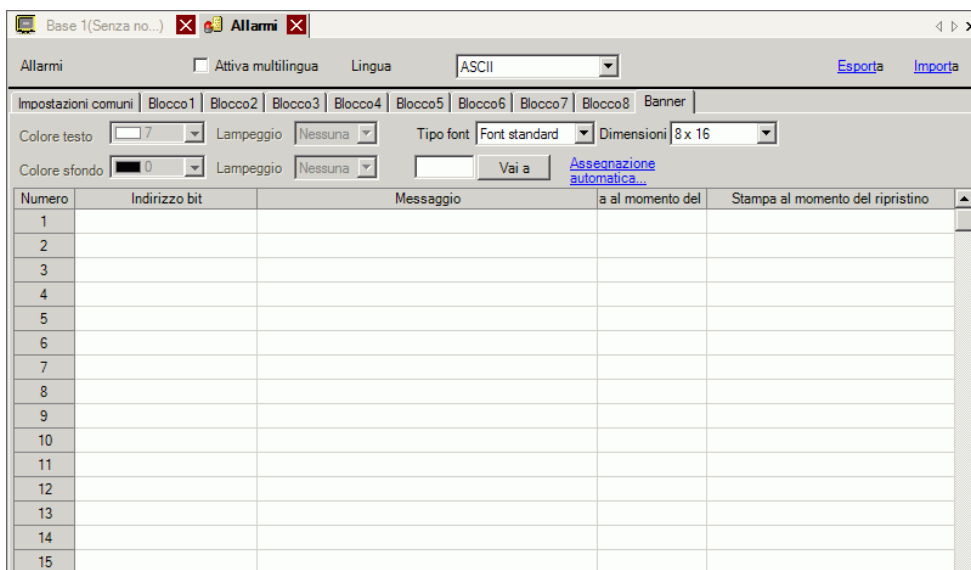 Base 1(Senza no...) Allarmi
Allarmi Attiva multilingua Lingua ASCII Esporta Importa
Impostazioni comuni Blocco1 Blocco2 Blocco3 Blocco4 Blocco5 Blocco6 Blocco7 Blocco8 Banner
Colore testo 7 Lampeggio Nessuna Tipo font Font standard Dimensioni 8 x 16
Colore sfondo 0 Lampeggio Nessuna Vai a Assegnazione
automatica...
Numero Indirizzo bit Messaggio a al momento del Stampa al momento del ripristino
1
2
3
4
5
6
7
8
9
10
11
12
13
14
15